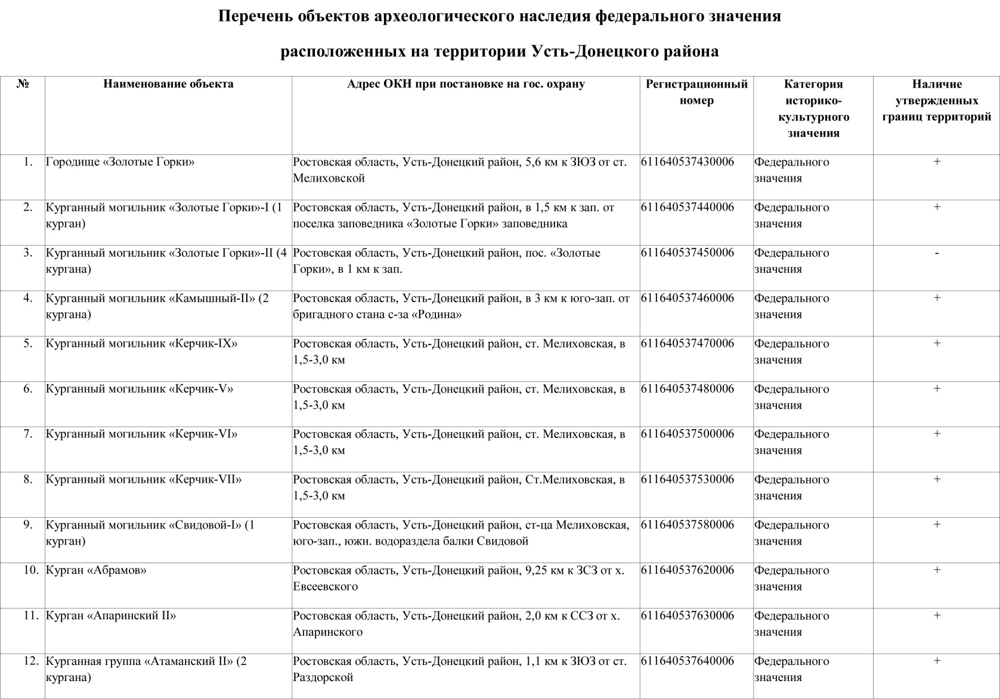 Перечень объектов археологического наследия федерального значения
расположенных на территории Усть-Донецкого района
№
Наименование объекта
Адрес ОКН при постановке на гос. охрану
Регистрационный
номер
Категория
историко-
культурного
значения
Наличие
утвержденных
границ территорий
1.
Городище «Золотые Горки»
Ростовская область, Усть-Донецкий район, 5,6 км к ЗЮЗ от ст.
Мелиховской
611640537430006
Федерального
значения
+
2.
Курганный могильник «Золотые Горки»-I (1
курган)
Ростовская область, Усть-Донецкий район, в 1,5 км к зап. от
поселка заповедника «Золотые Горки» заповедника
611640537440006
Федерального
значения
+
3.
Курганный могильник «Золотые Горки»-II (4
кургана)
Ростовская область, Усть-Донецкий район, пос. «Золотые
Горки», в 1 км к зап.
611640537450006
Федерального
значения
-
4.
Курганный могильник «Камышный-II» (2
кургана)
Ростовская область, Усть-Донецкий район, в 3 км к юго-зап. от
бригадного стана с-за «Родина»
611640537460006
Федерального
значения
+
5.
Курганный могильник «Керчик-IX»
Ростовская область, Усть-Донецкий район, ст. Мелиховская, в
1,5-3,0 км
611640537470006
Федерального
значения
+
6.
Курганный могильник «Керчик-V»
Ростовская область, Усть-Донецкий район, ст. Мелиховская, в
1,5-3,0 км
611640537480006
Федерального
значения
+
7.
Курганный могильник «Керчик-VI»
Ростовская область, Усть-Донецкий район, ст. Мелиховская, в
1,5-3,0 км
611640537500006
Федерального
значения
+
8.
Курганный могильник «Керчик-VII»
Ростовская область, Усть-Донецкий район, Ст.Мелиховская, в
1,5-3,0 км
611640537530006
Федерального
значения
+
9.
Курганный могильник «Свидовой-I» (1
курган)
Ростовская область, Усть-Донецкий район, ст-ца Мелиховская,
юго-зап., южн. водораздела балки Свидовой
611640537580006
Федерального
значения
+
10.
Курган «Абрамов»
Ростовская область, Усть-Донецкий район, 9,25 км к ЗСЗ от х.
Евсеевского
611640537620006
Федерального
значения
+
11.
Курган «Апаринский II»
Ростовская область, Усть-Донецкий район, 2,0 км к ССЗ от х.
Апаринского
611640537630006
Федерального
значения
+
12.
Курганная группа «Атаманский II» (2
кургана)
Ростовская область, Усть-Донецкий район, 1,1 км к ЗЮЗ от ст.
Раздорской
611640537640006
Федерального
значения
+